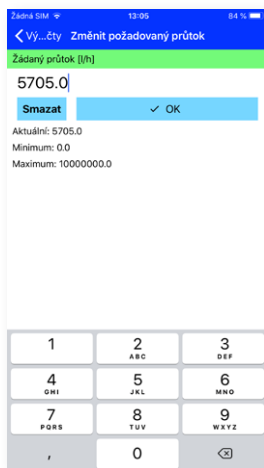 Žádná SIM 13:05 84 %
Vý...čty Změnit požadovaný průtok
Žádaný průtok [l/h]
5705.0
Smazat ✓ OK
Aktuální: 5705.0
Minimum: 0.0
Maximum: 10000000.0
1 2 3
ABC DEF
4 5 6
GHI JKL MNO
7 8 9
PQRS TUV WXYZ
, 0